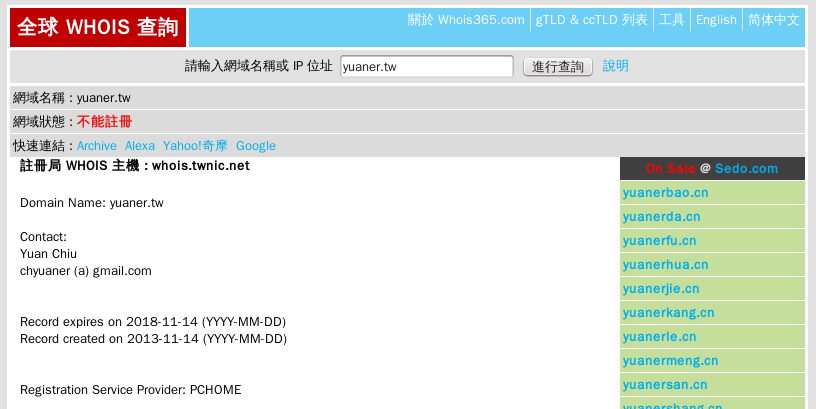 全球 WHOIS 查詢
關於 Whois365.com gTLD & ccTLD 列表 工具 English 简体中文
請輸入網域名稱或 IP 位址 yuaner.tw 進行查詢 說明
網域名稱 : yuaner.tw
網域狀態 : 不能註冊
快速連結 : Archive Alexa Yahoo!奇摩 Google
註冊局 WHOIS 主機 : whois.twnic.net
Domain Name: yuaner.tw
Contact:
Yuan Chiu
chyuaner (a) gmail.com
Record expires on 2018-11-14 (YYYY-MM-DD)
Record created on 2013-11-14 (YYYY-MM-DD)
Registration Service Provider: PCHOME
On Sale @ Sedo.com
yuanerbao.cn
yuanerda.cn
yuanerfu.cn
yuanerhua.cn
yuanerjie.cn
yuanerkang.cn
yuanerle.cn
yuanermeng.cn
yuanersan.cn
yuanershang.cn